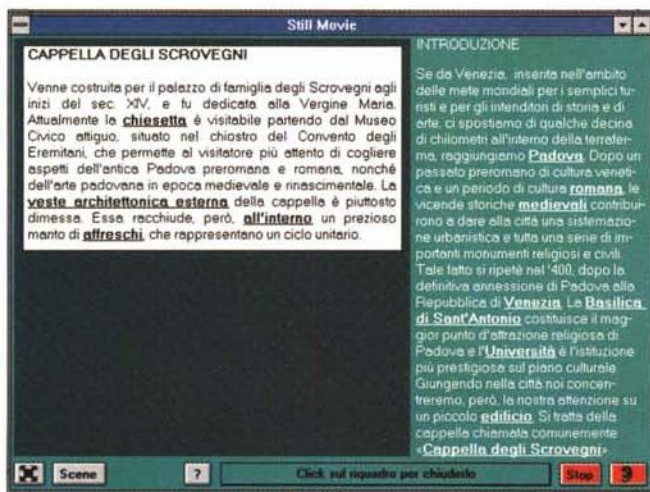 Still Movie
CAPPELLA DEGLI SCROVEGNI
Venne costruita per il palazzo di famiglia degli Scrovegni agli
inizi del sec. XIV, e fu dedicata alla Vergine Maria.
Attualmente la chiesetta è visitabile partendo dal Museo
Civico attiguo, situato nel chiostro del Convento degli
Eremitani, che permette al visitatore più attento di cogliere
aspetti dell'antica Padova preromana e romana, nonché
dell'arte padovana in epoca medievale e rinascimentale. La
veste architettonica esterna della cappella è piuttosto
dimessa. Essa racchiude, però, all'interno un prezioso
manto di affreschi, che rappresentano un ciclo unitario.
INTRODUZIONE
Se da Venezia, inserita nell'ambito
delle mete mondiali per i semplici tu-
risti e per gli intenditori di storia e di
arte, ci spostiamo di qualche decina
di chilometri all'interno della terrafer-
ma, raggiungiamo Padova. Dopo un
passato preromano di cultura veneti-
ca e un periodo di cultura romana, le
vicende storiche medievali contribui-
rono a dare alla città una sistemazio-
ne urbanistica e tutta una serie di im-
portanti monumenti religiosi e civili.
Tale fatto si ripetè nel '400, dopo la
definitiva annessione di Padova alla
Repubblica di Venezia. La Basilica
di Sant'Antonio costituisce il mag-
gior punto d'attrazione religiosa di
Padova e l'Università è l'istituzione
più prestigiosa sul piano culturale.
Giungendo nella città noi concen-
treremo, però, la nostra attenzione su
un piccolo edificio. Si tratta della
cappella chiamata comunemente
«Cappella degli Scrovegni»
Scene
?
Click sul riquadro per chiuderlo
Stop